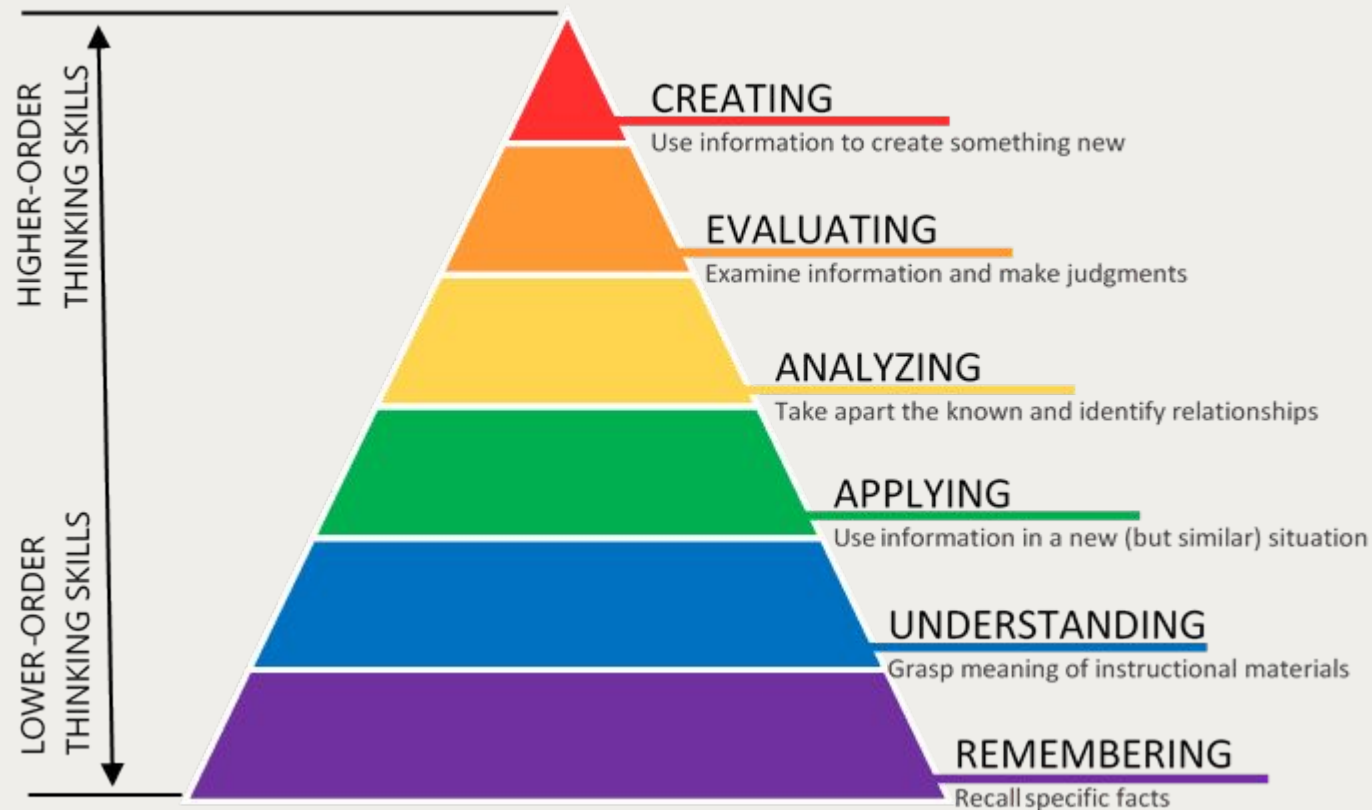 HIGHER-ORDER
THINKING SKILLS
CREATING
Use information to create something new
EVALUATING
Examine information and make judgments
ANALYZING
Take apart the known and identify relationships
APPLYING
Use information in a new (but similar) situation
LOWER-ORDER
THINKING SKILLS
UNDERSTANDING
Grasp meaning of instructional materials
REMEMBERING
Recall specific facts